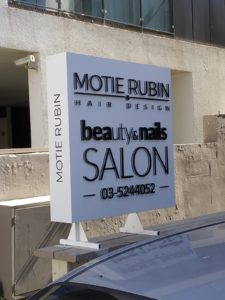 MOTIE RUBIN
MOTIE RUBIN
HAIR DESIGN
beauty&nails
SALON
03-5244052